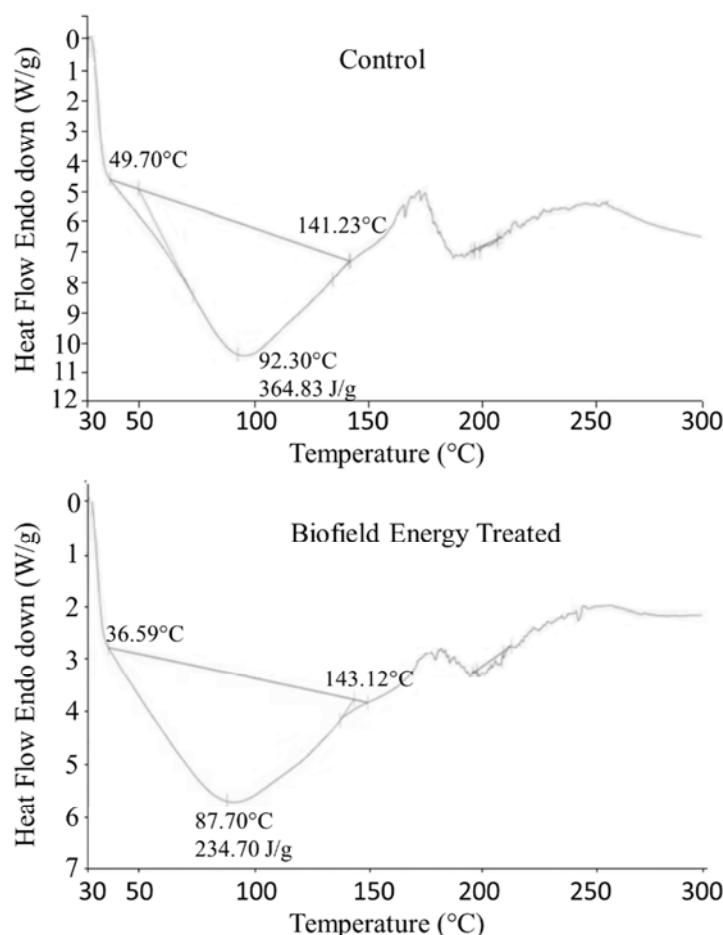 Control
Heat Flow Endo down (W/g)
0
1
2
3
4
5
6
7
8
9
10
11
12
49.70°C
141.23°C
92.30°C
364.83 J/g
30 50 100 150 200 250 300
Temperature (°C)
Biofield Energy Treated
Heat Flow Endo down (W/g)
0
1
2
3
4
5
6
7
36.59°C
143.12°C
87.70°C
234.70 J/g
30 50 100 150 200 250 300
Temperature (°C)